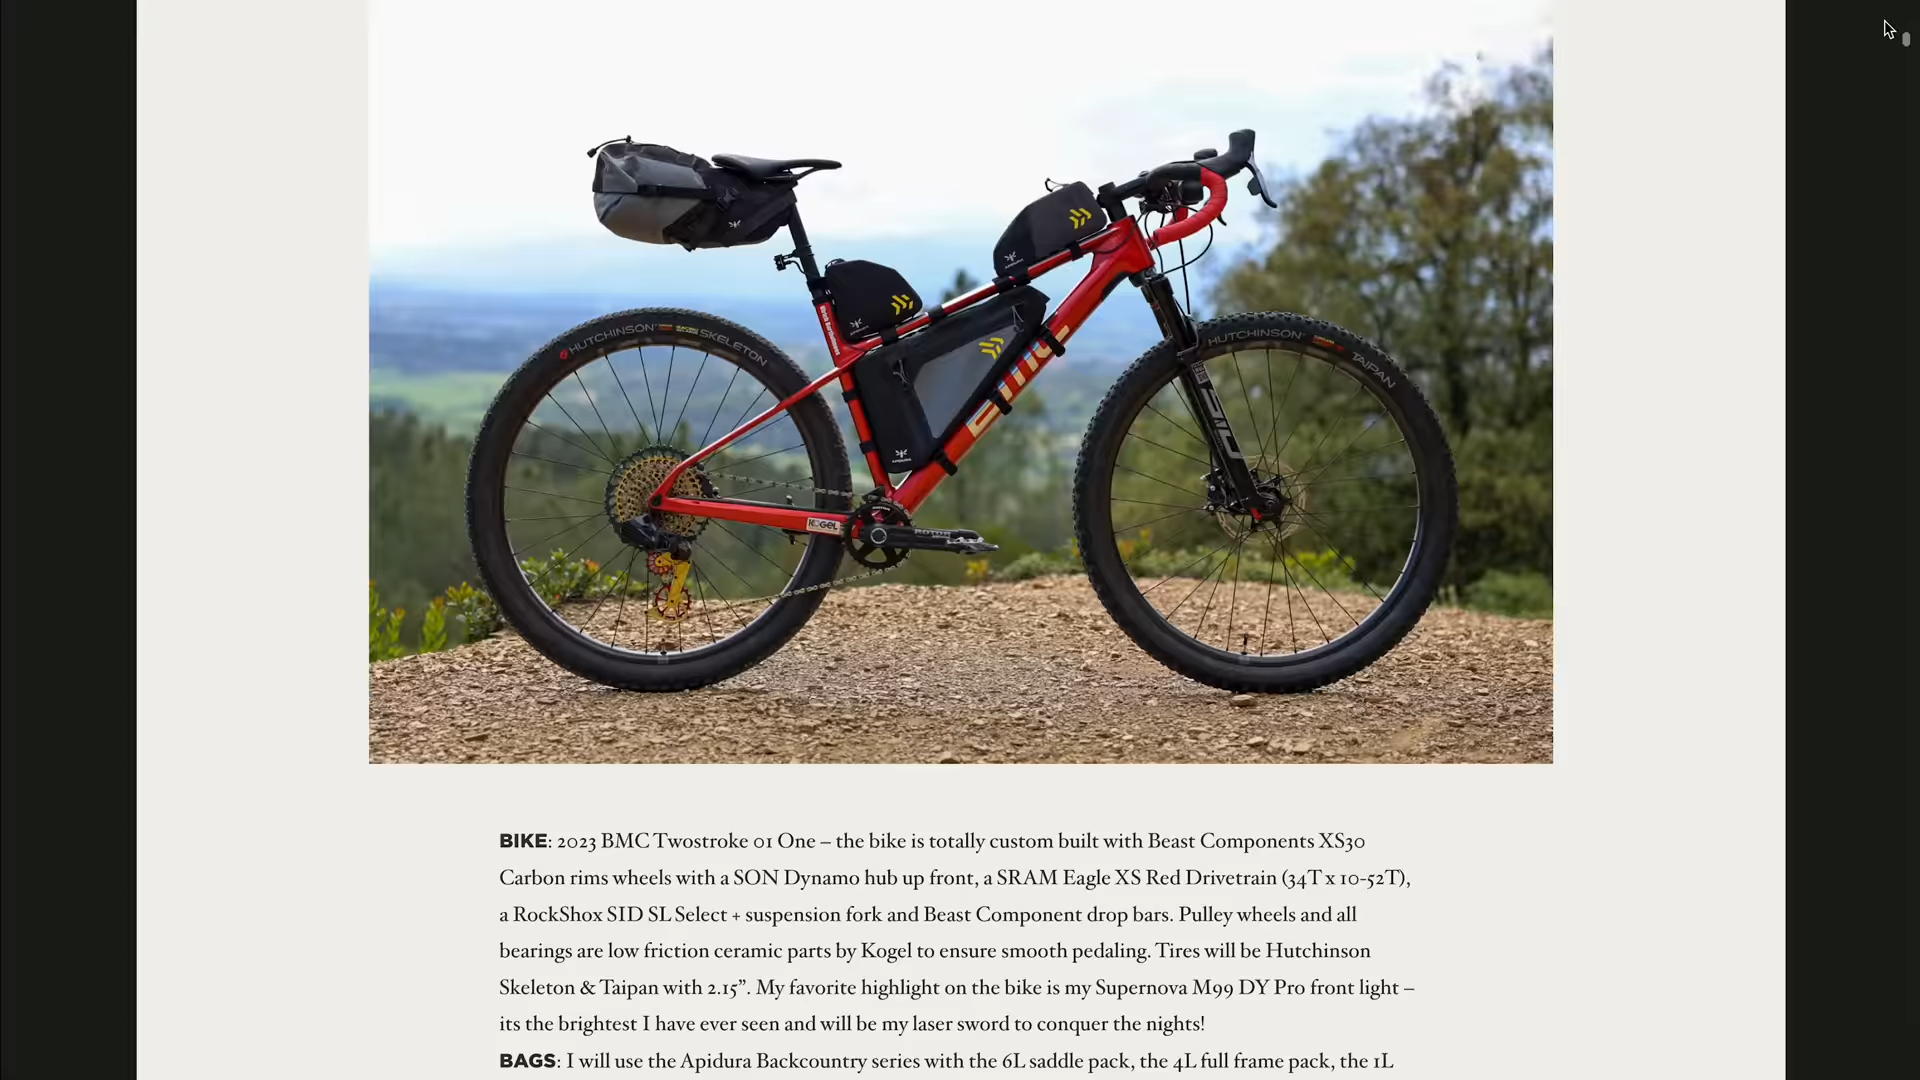 HUTCHINSON SKELETON
HUTCHINSON
TAIPAN
APIDURA
APIDURA
APIDURA
BMC
SID
KOGEL
ROTOR
BIKE: 2023 BMC Twostroke 01 One – the bike is totally custom built with Beast Components XS30
Carbon rims wheels with a SON Dynamo hub up front, a SRAM Eagle XS Red Drivetrain (34T x 10-52T),
a RockShox SID SL Select + suspension fork and Beast Component drop bars. Pulley wheels and all
bearings are low friction ceramic parts by Kogel to ensure smooth pedaling. Tires will be Hutchinson
Skeleton & Taipan with 2.15”. My favorite highlight on the bike is my Supernova M99 DY Pro front light –
its the brightest I have ever seen and will be my laser sword to conquer the nights!
BAGS: I will use the Apidura Backcountry series with the 6L saddle pack, the 4L full frame pack, the 1L